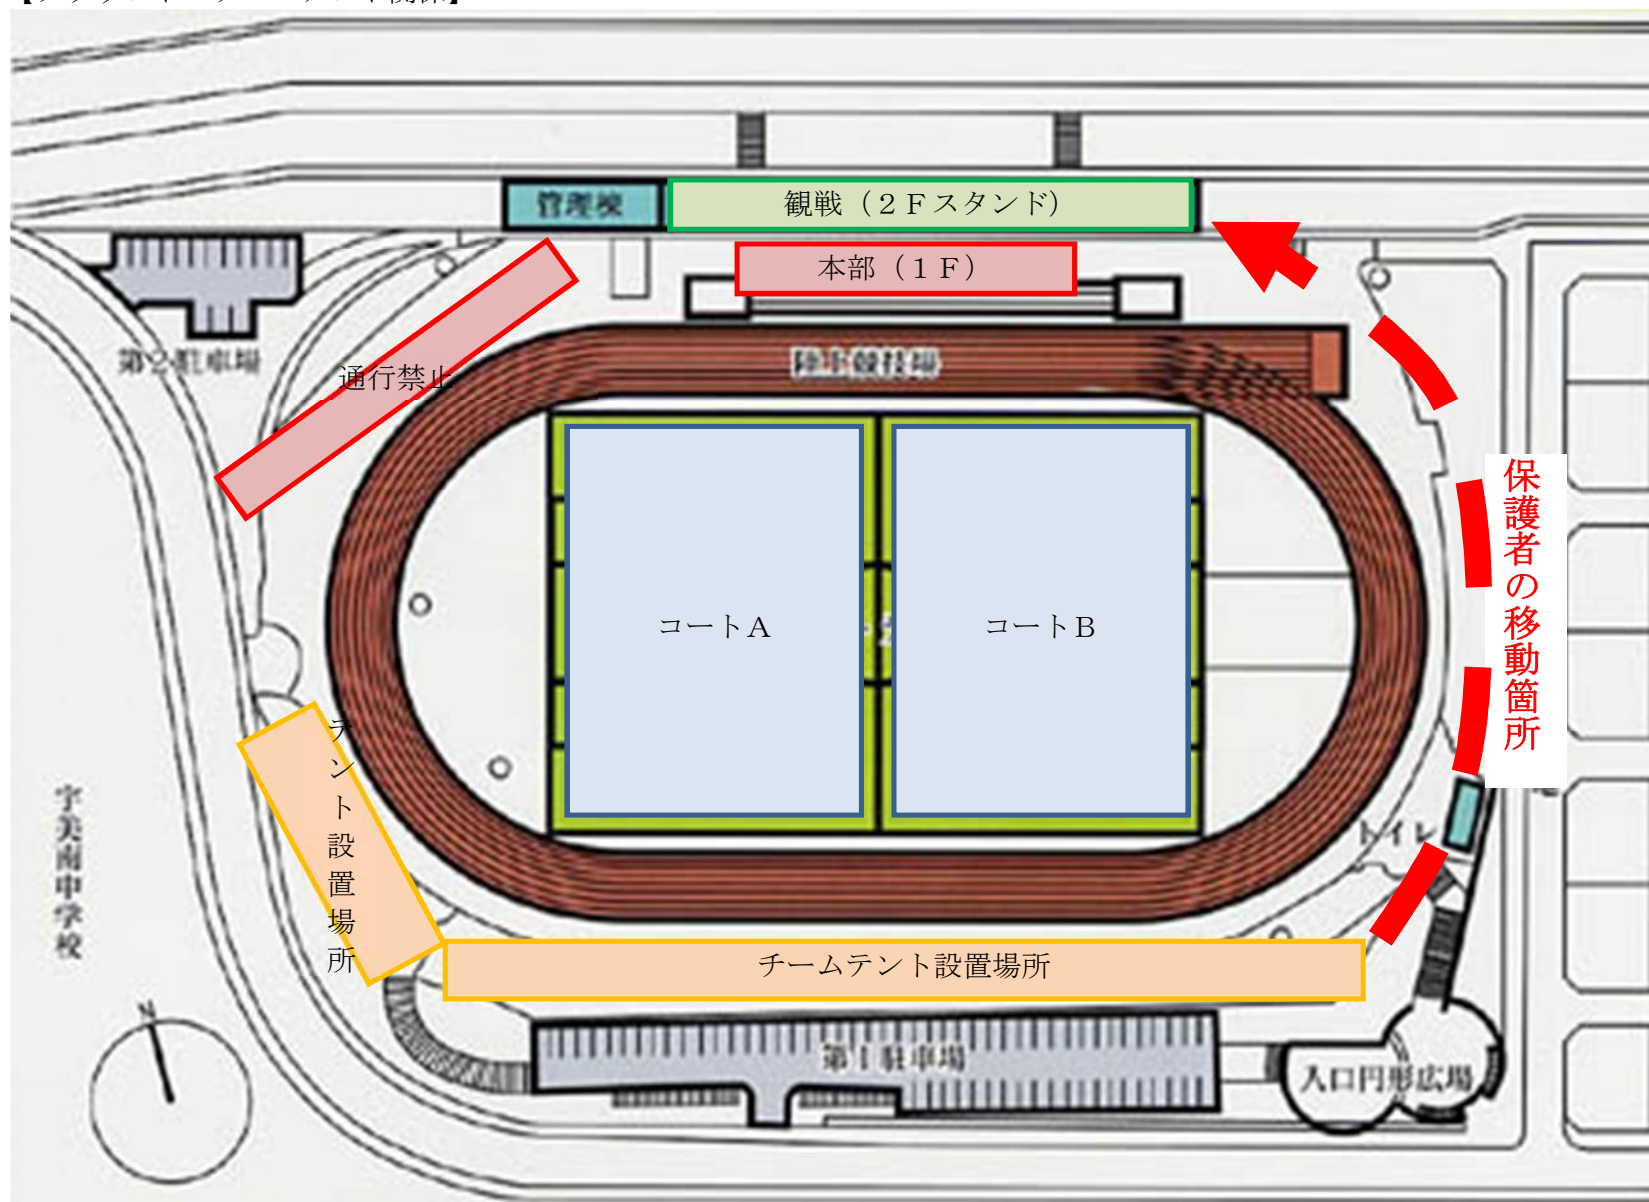 管理棟
観戦（２Ｆスタンド）
本部（１Ｆ）
第2駐車場
通行禁止
陸上競技場
保護者の移動箇所
コートＡ
コートＢ
テント設置場所
トイレ
宇美南中学校
チームテント設置場所
N
第1駐車場
入口円形広場